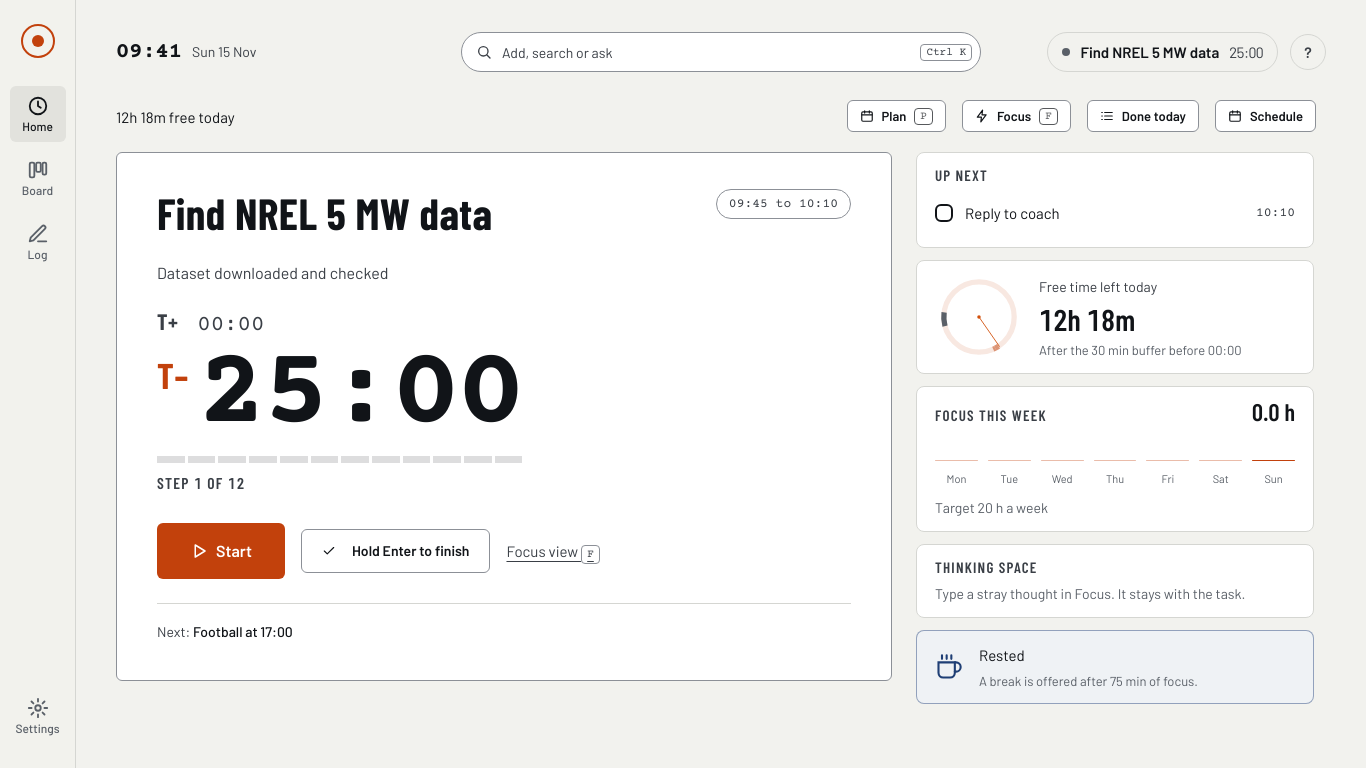 09:41 Sun 15 Nov
Add, search or ask Ctrl K
Find NREL 5 MW data 25:00
?
Home
Board
Log
Settings
12h 18m free today
Plan P
Focus F
Done today
Schedule
Find NREL 5 MW data
09:45 to 10:10
Dataset downloaded and checked
T+ 00:00
T- 25:00
STEP 1 OF 12
Start
Hold Enter to finish
Focus view F
Next: Football at 17:00
UP NEXT
Reply to coach 10:10
Free time left today
12h 18m
After the 30 min buffer before 00:00
FOCUS THIS WEEK 0.0 h
Mon Tue Wed Thu Fri Sat Sun
Target 20 h a week
THINKING SPACE
Type a stray thought in Focus. It stays with the task.
Rested
A break is offered after 75 min of focus.